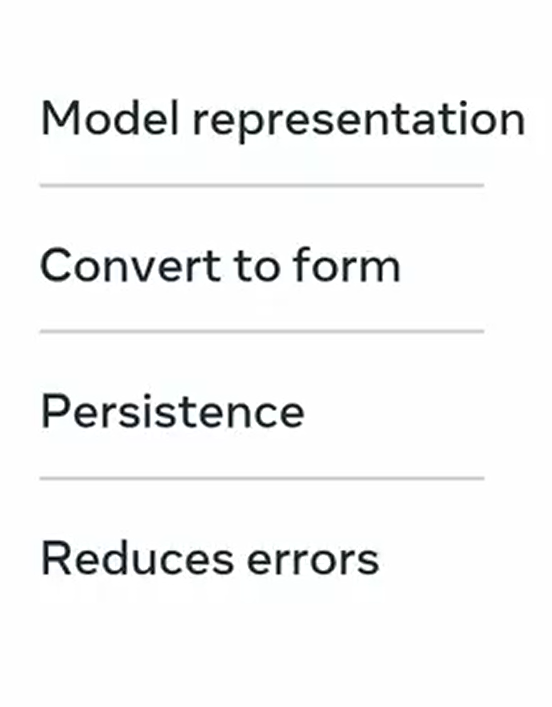 Model representation
Convert to form
Persistence
Reduces errors